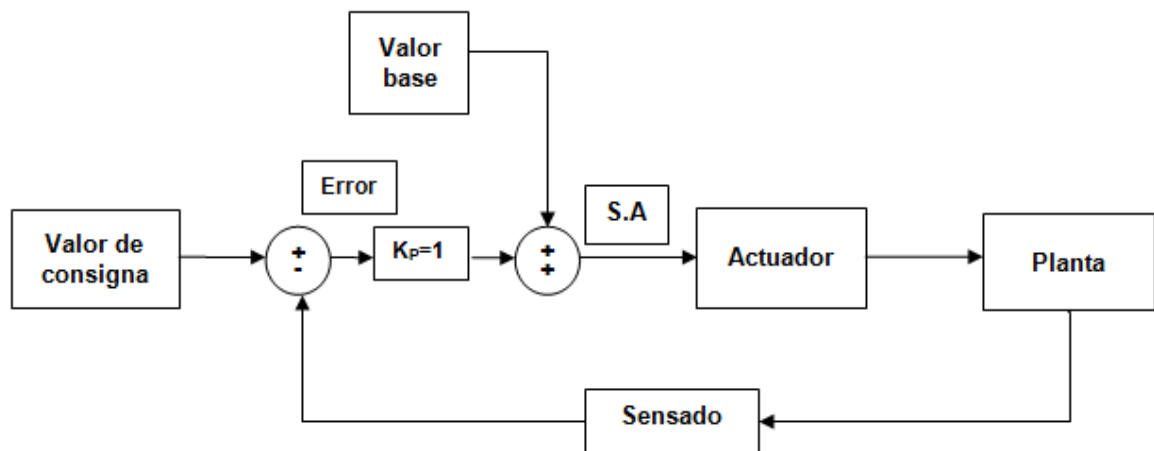 Valor
base
Error
S.A
Valor de
consigna
+
-
KP=1
+
+
Actuador
Planta
Sensado